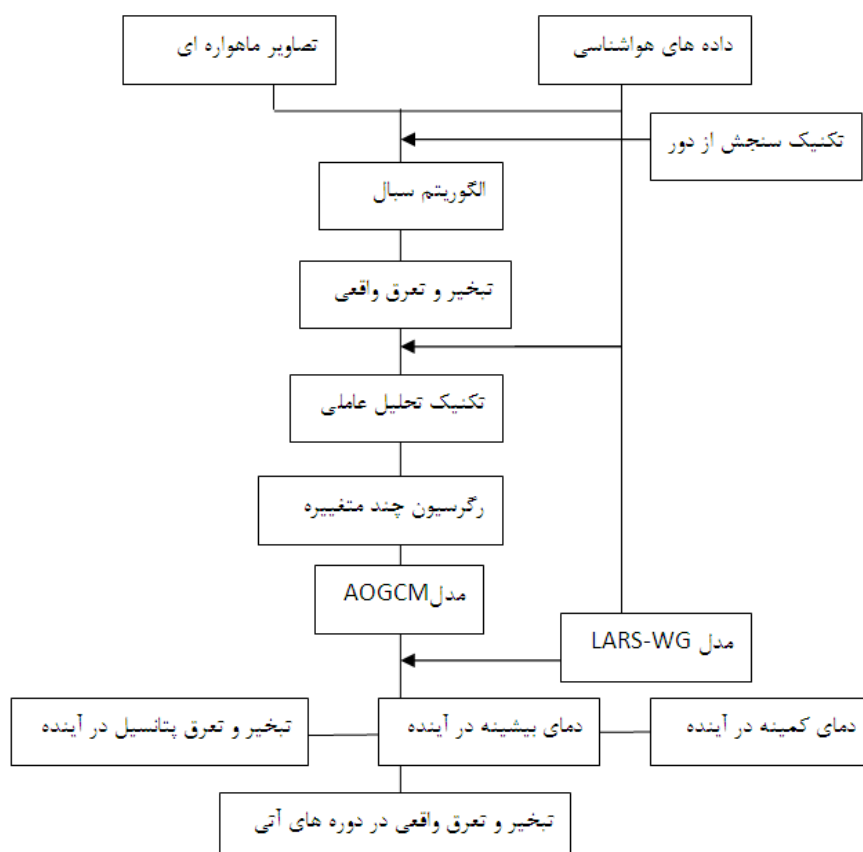 داده های هواشناسی
تصاویر ماهواره ای
تکنیک سنجش از دور
الگوریتم سبال
تبخیر و تعرق واقعی
تکنیک تحلیل عاملی
رگرسیون چند متغییره
مدلAOGCM
مدل LARS-WG
دمای کمینه در آینده
دمای بیشینه در آینده
تبخیر و تعرق پتانسیل در آینده
تبخیر و تعرق واقعی در دوره های آتی